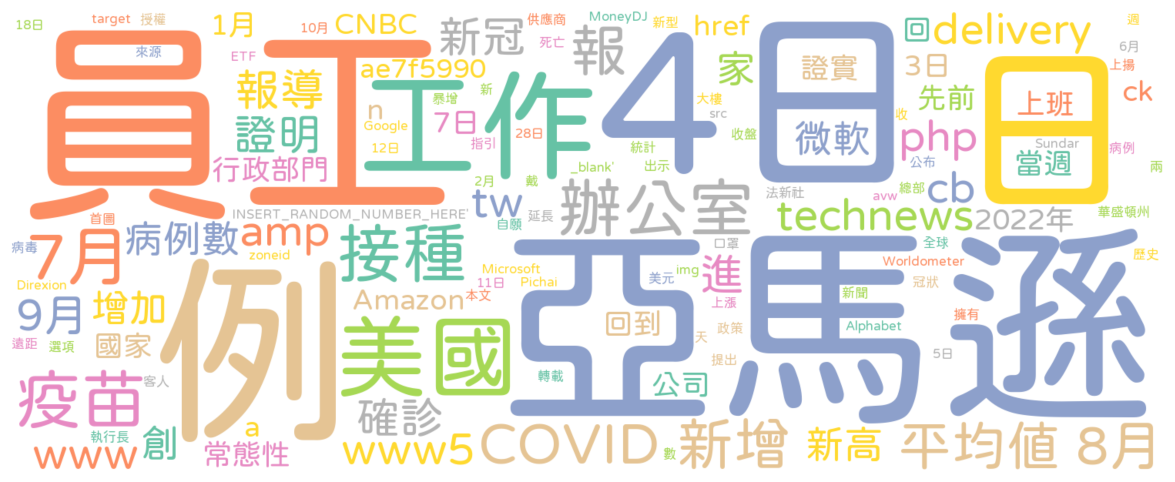 18日
target
授權
1月
10月
CNBC
供應商
MoneyDJ
新型
週
來源
ETF
新冠
死亡
報
href
回
delivery
6月
員工
工作
4日
日
報導
ae7f5990
暴增
新
家
大樓
證實
3日
上班
上揚
ck
證明
n
Google
7日
12日
指引
28日
src
收盤
微軟
收
先前
php
Sundar
當週
病例
行政部門
_blank'
統計
出示
公布
兩
2月
戴
法新社
avw
總部
cb
首圖
INSERT_RANDOM_NUMBER_HERE'
tw
延長
自願
辦公室
technews
2022年
華盛頓州
病毒
7月
病例數
amp
zoneid
接種
口罩
全球
歷史
Direxion
Microsoft
Pichai
11日
本文
美元
img
進
上漲
Worldometer
冠狀
9月
增加
例
Amazon
亞馬遜
回到
新聞
擁有
遠距
選項
國家
美國
天
政策
提出
Alphabet
5日
疫苗
客人
轉載
公司
確診
執行長
www
創
a
常態性
www5
COVID
數
新增
新高
平均值
8月